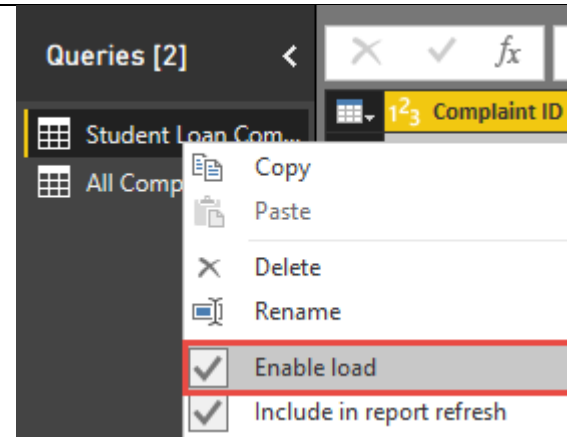 Queries [2] <
fx
1²3 Complaint ID
Student Loan Com...
All Comp
Copy
Paste
Delete
Rename
Enable load
Include in report refresh